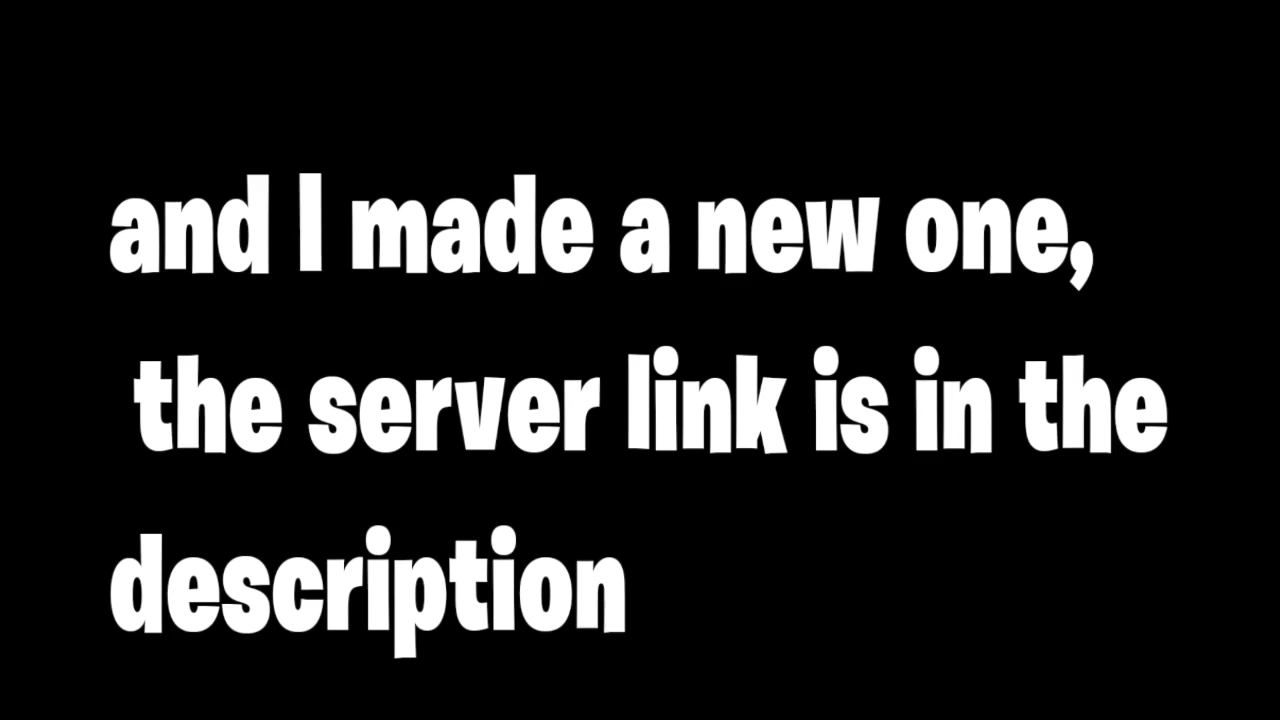 and I made a new one,
the server link is in the
description